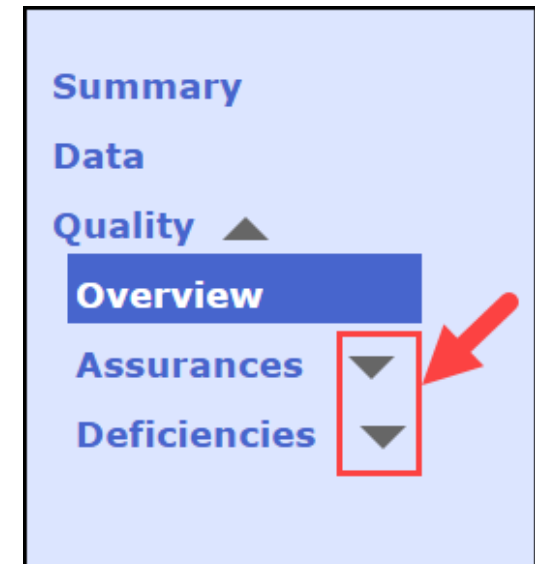 Summary
Data
Quality
Overview
Assurances
Deficiencies